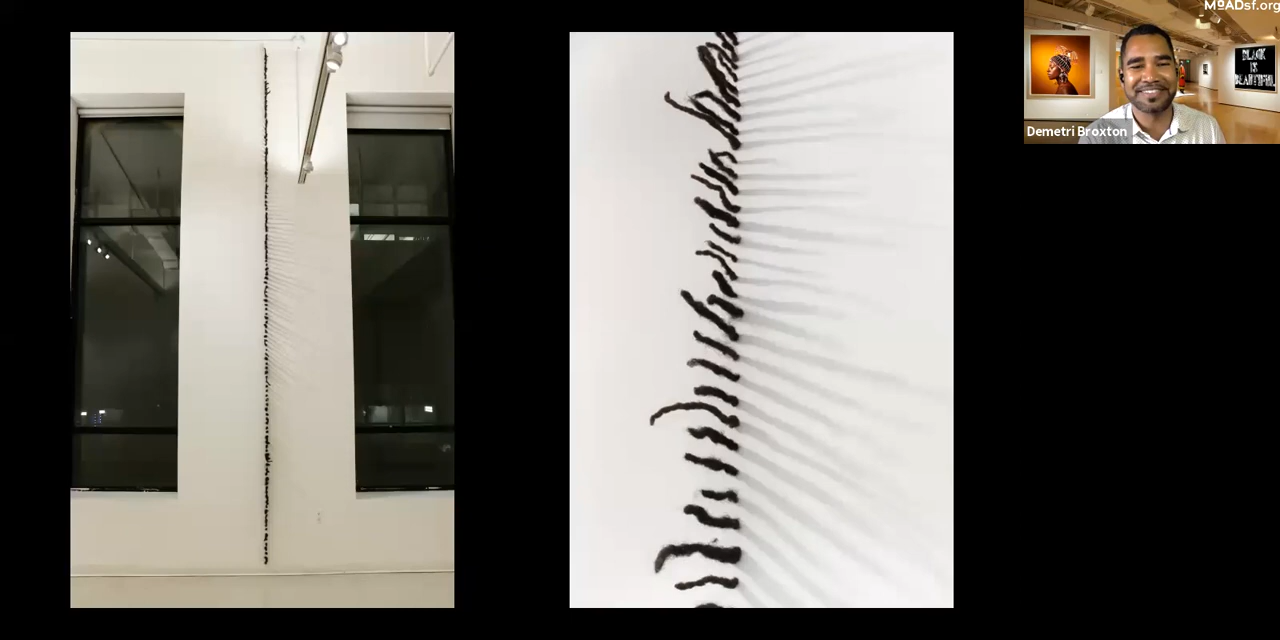 MoADsf.org
Demetri Broxton
BLACK
IS
BEAUTIFUL